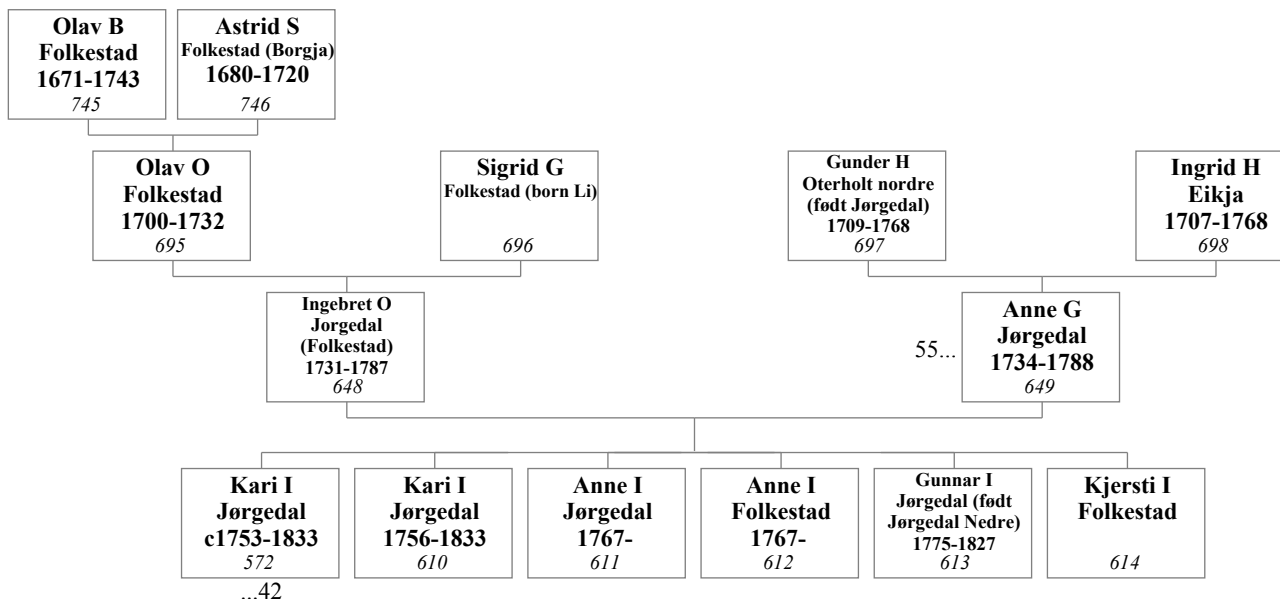 Olav B
Folkestad
1671-1743
745
Astrid S
Folkestad (Borgja)
1680-1720
746
Olav O
Folkestad
1700-1732
695
Sigrid G
Folkestad (born Li)
696
Gunder H
Oterholt nordre
(født Jørgedal)
1709-1768
697
Ingrid H
Eikja
1707-1768
698
Ingebret O
Jorgedal
(Folkestad)
1731-1787
648
55...
Anne G
Jørgedal
1734-1788
649
Kari I
Jørgedal
c1753-1833
572
...42
Kari I
Jørgedal
1756-1833
610
Anne I
Jørgedal
1767-
611
Anne I
Folkestad
1767-
612
Gunnar I
Jørgedal (født
Jørgedal Nedre)
1775-1827
613
Kjersti I
Folkestad
614